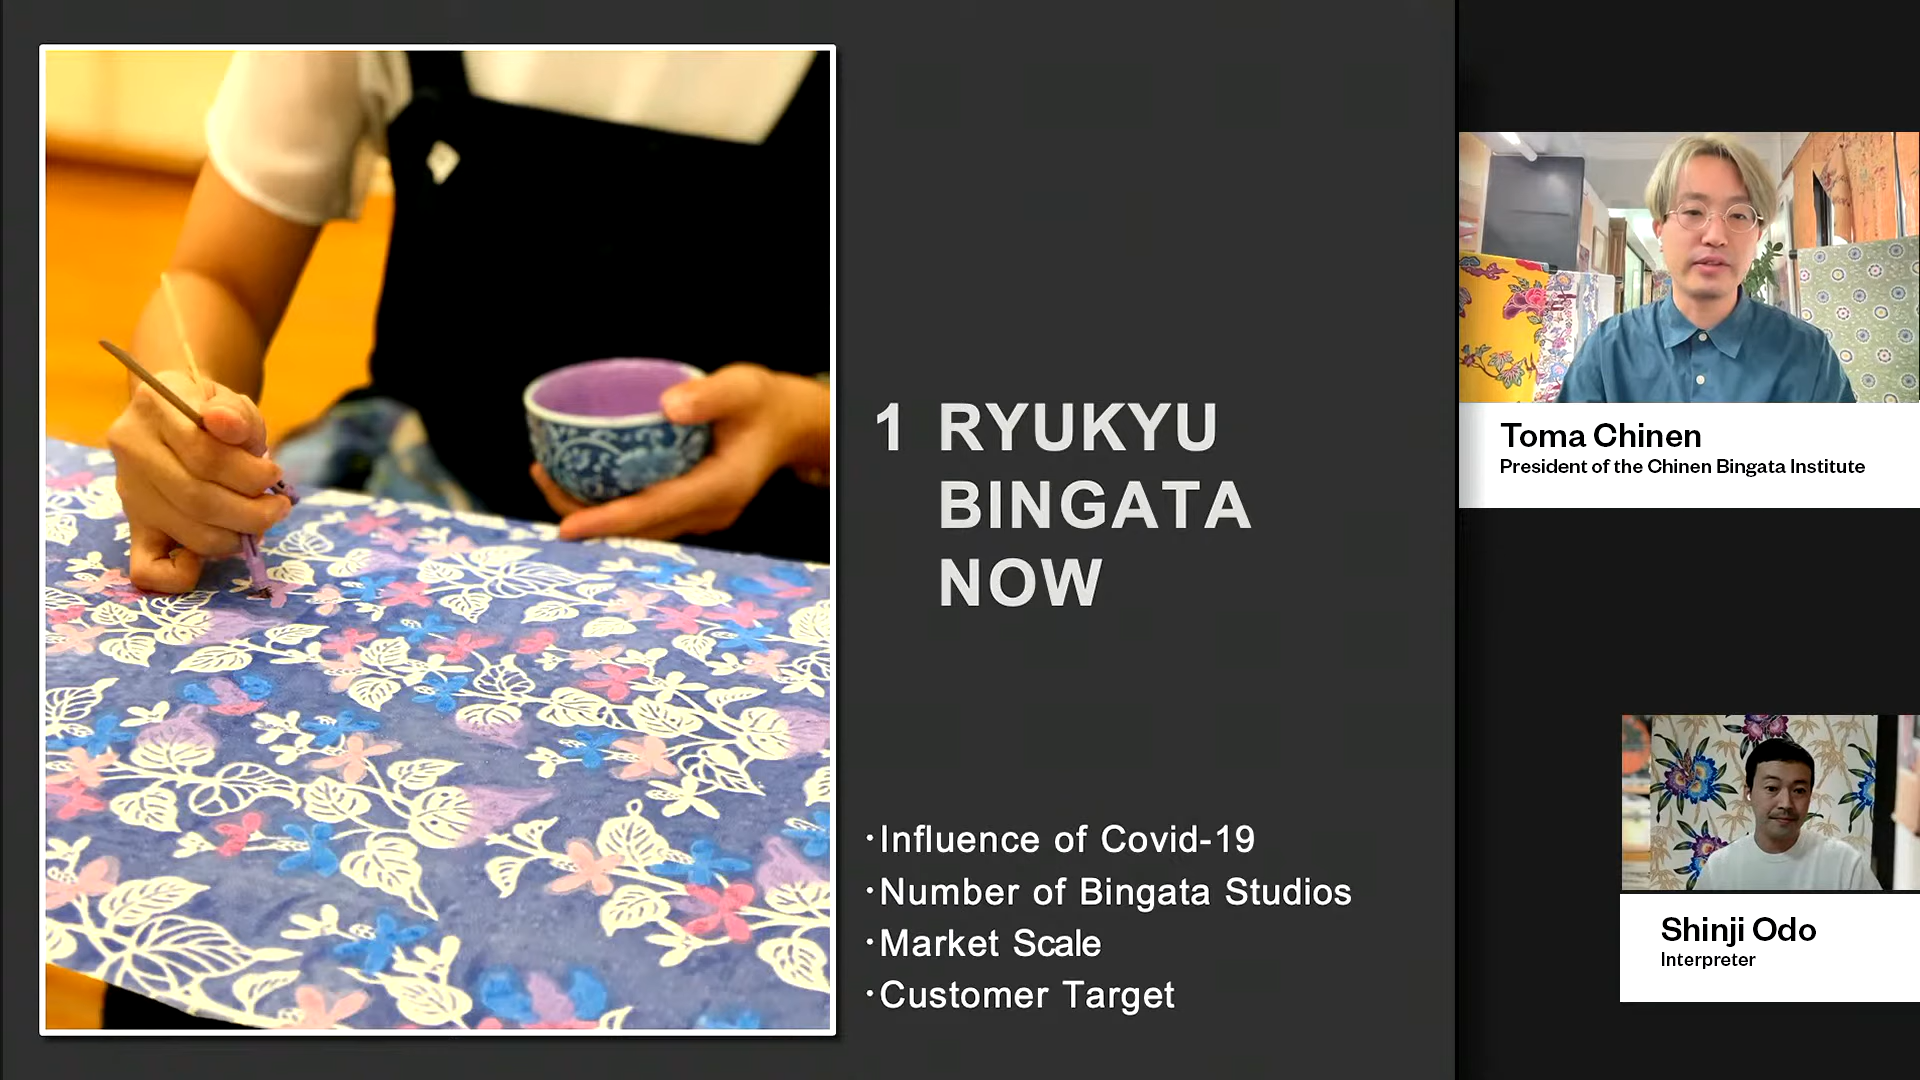 1 RYUKYU
BINGATA
NOW
·Influence of Covid-19
·Number of Bingata Studios
·Market Scale
·Customer Target
Toma Chinen
President of the Chinen Bingata Institute
Shinji Odo
Interpreter